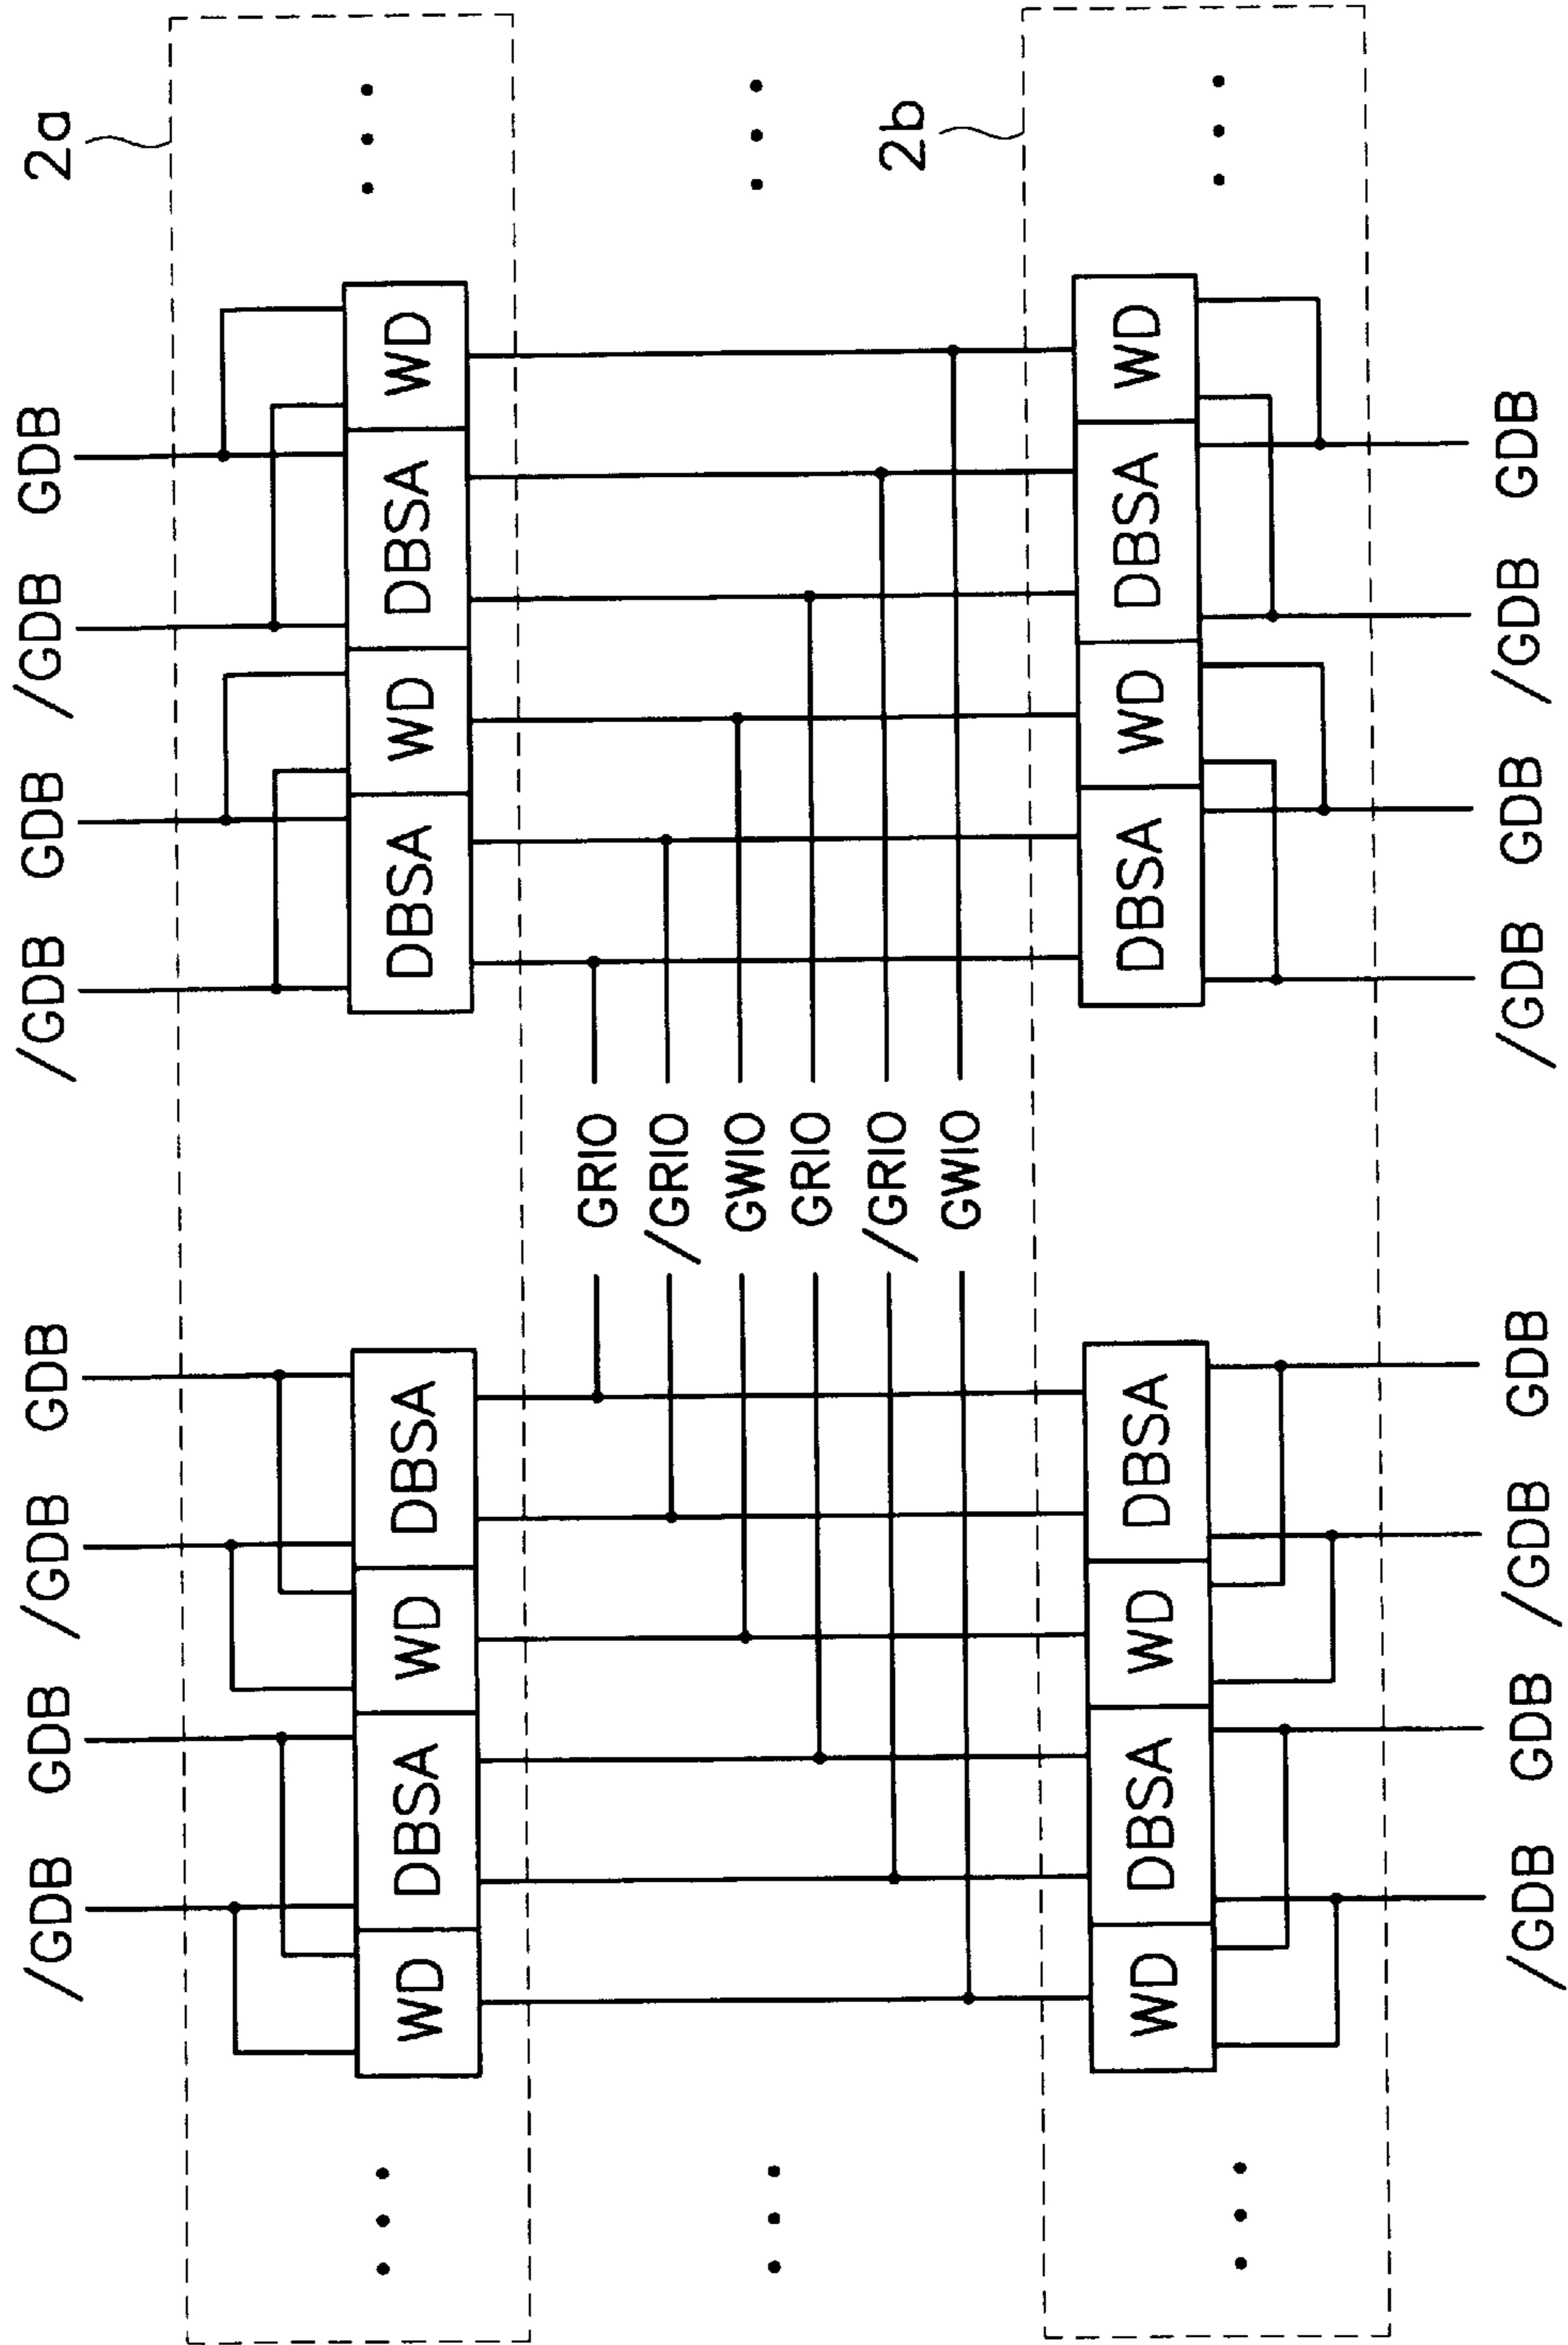 /GDB GDB /GDB GDB /GDB GDB /GDB GDB 2a
WD DBSA WD DBSA DBSA WD DBSA WD
GRIO
/GRIO
GWIO
GRIO
/GRIO
2b
GWIO
WD DBSA WD DBSA DBSA WD DBSA WD
/GDB GDB /GDB GDB /GDB GDB /GDB GDB